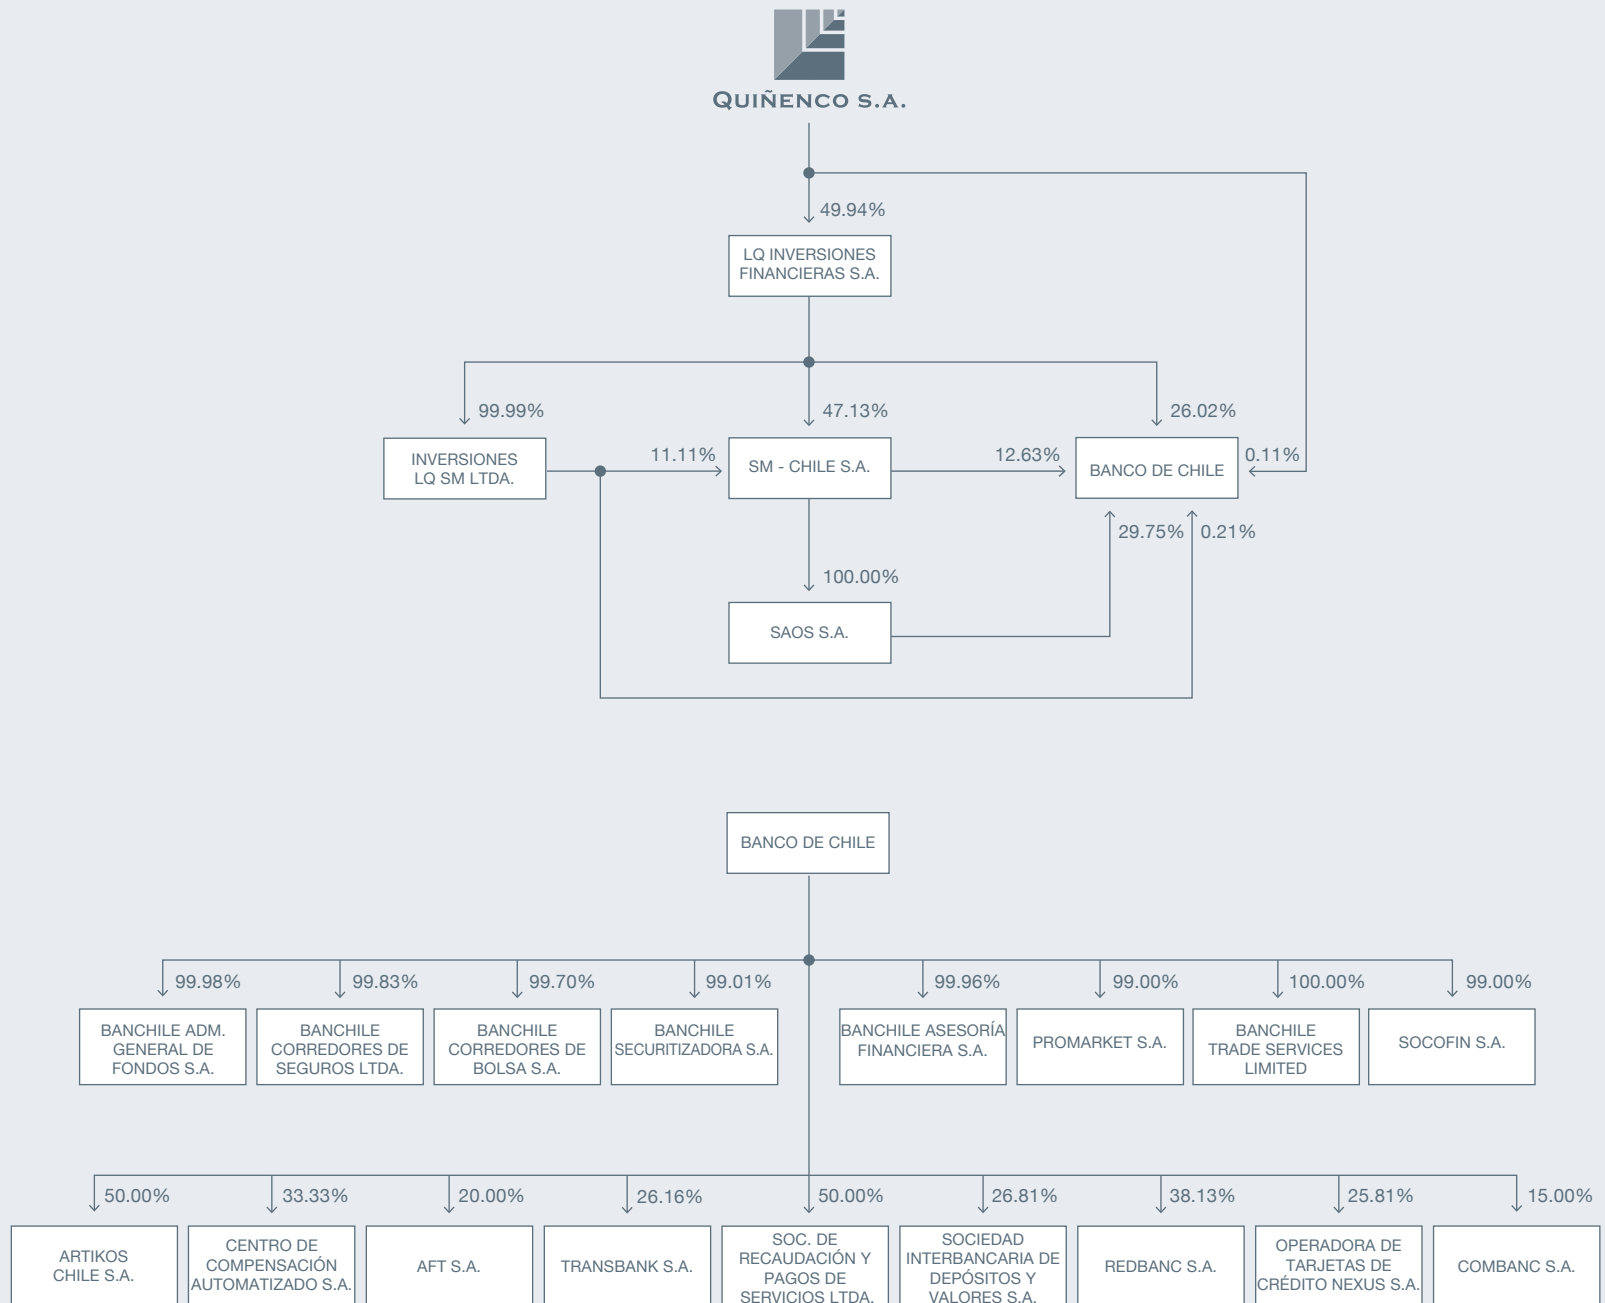 QUIÑENCO S.A.
49.94%
LQ INVERSIONES
FINANCIERAS S.A.
99.99%
47.13%
26.02%
INVERSIONES
LQ SM LTDA.
11.11%
SM - CHILE S.A.
12.63%
BANCO DE CHILE
0.11%
29.75%
0.21%
100.00%
SAOS S.A.
BANCO DE CHILE
99.98%
99.83%
99.70%
99.01%
99.96%
99.00%
100.00%
99.00%
BANCHILE ADM.
GENERAL DE
FONDOS S.A.
BANCHILE
CORREDORES DE
SEGUROS LTDA.
BANCHILE
CORREDORES DE
BOLSA S.A.
BANCHILE
SECURITIZADORA S.A.
BANCHILE ASESORÍA
FINANCIERA S.A.
PROMARKET S.A.
BANCHILE
TRADE SERVICES
LIMITED
SOCOFIN S.A.
50.00%
33.33%
20.00%
26.16%
50.00%
26.81%
38.13%
25.81%
15.00%
ARTIKOS
CHILE S.A.
CENTRO DE
COMPENSACIÓN
AUTOMATIZADO S.A.
AFT S.A.
TRANSBANK S.A.
SOC. DE
RECAUDACIÓN Y
PAGOS DE
SERVICIOS LTDA.
SOCIEDAD
INTERBANCARIA DE
DEPÓSITOS Y
VALORES S.A.
REDBANC S.A.
OPERADORA DE
TARJETAS DE
CRÉDITO NEXUS S.A.
COMBANC S.A.